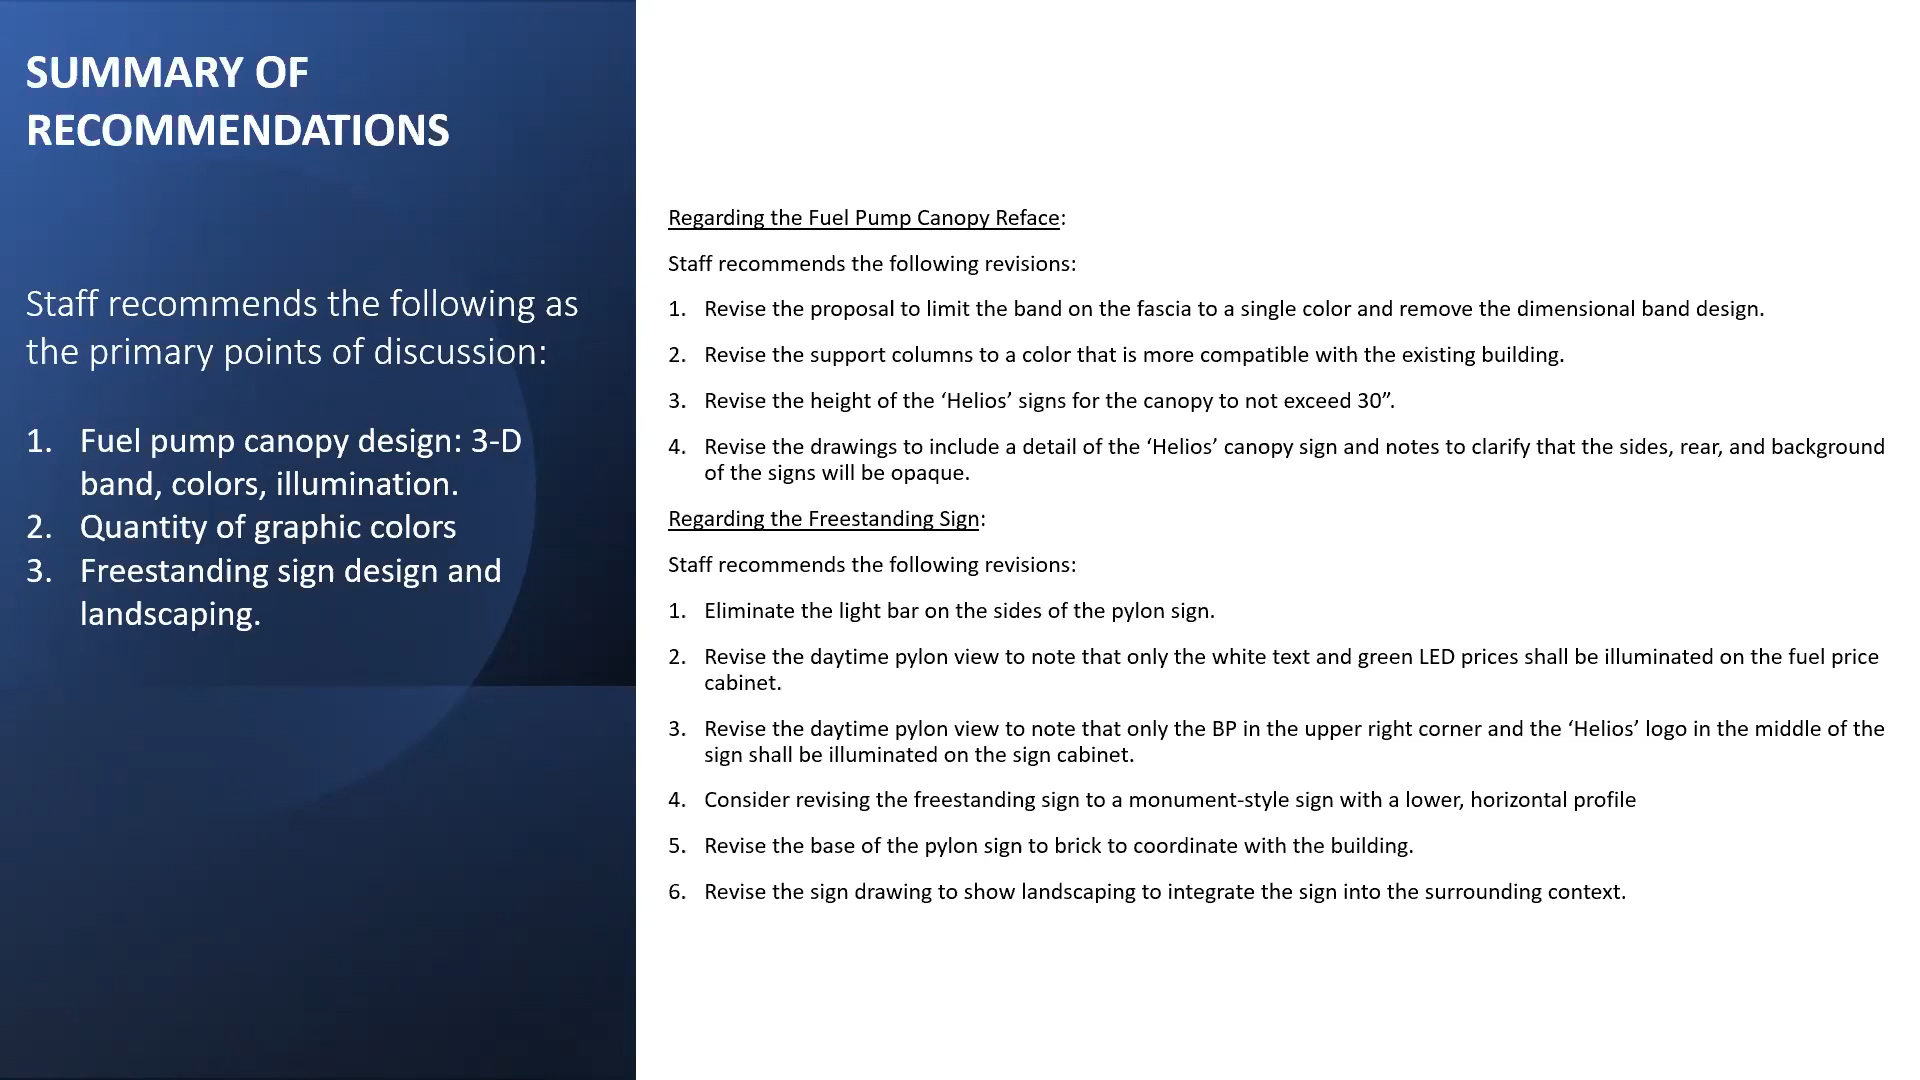 SUMMARY OF
RECOMMENDATIONS
Staff recommends the following as
the primary points of discussion:
1. Fuel pump canopy design: 3-D
band, colors, illumination.
2. Quantity of graphic colors
3. Freestanding sign design and
landscaping.
Regarding the Fuel Pump Canopy Reface:
Staff recommends the following revisions:
1. Revise the proposal to limit the band on the fascia to a single color and remove the dimensional band design.
2. Revise the support columns to a color that is more compatible with the existing building.
3. Revise the height of the ‘Helios’ signs for the canopy to not exceed 30”.
4. Revise the drawings to include a detail of the ‘Helios’ canopy sign and notes to clarify that the sides, rear, and background
of the signs will be opaque.
Regarding the Freestanding Sign:
Staff recommends the following revisions:
1. Eliminate the light bar on the sides of the pylon sign.
2. Revise the daytime pylon view to note that only the white text and green LED prices shall be illuminated on the fuel price
cabinet.
3. Revise the daytime pylon view to note that only the BP in the upper right corner and the ‘Helios’ logo in the middle of the
sign shall be illuminated on the sign cabinet.
4. Consider revising the freestanding sign to a monument-style sign with a lower, horizontal profile
5. Revise the base of the pylon sign to brick to coordinate with the building.
6. Revise the sign drawing to show landscaping to integrate the sign into the surrounding context.